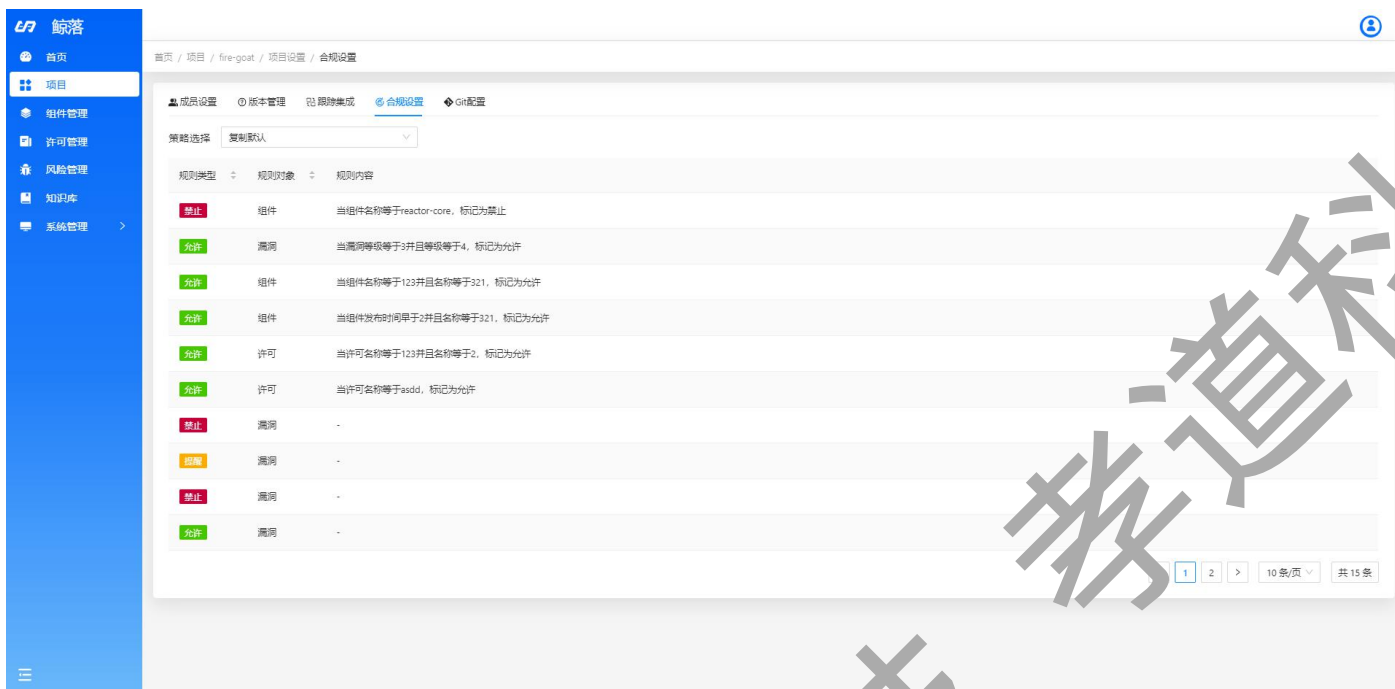 鲸落
首页
项目
组件管理
许可管理
风险管理
知识库
系统管理
首页 / 项目 / fire-goat / 项目设置 / 合规设置
成员设置 版本管理 跟踪集成 合规设置 Git配置
策略选择 复制默认
规则类型 规则对象 规则内容
禁止 组件 当组件名称等于reactor-core，标记为禁止
允许 漏洞 当漏洞等级等于3并且等级等于4，标记为允许
允许 组件 当组件名称等于123并且名称等于321，标记为允许
允许 组件 当组件发布时间早于2并且名称等于321，标记为允许
允许 许可 当许可名称等于123并且名称等于2，标记为允许
允许 许可 当许可名称等于asdd，标记为允许
禁止 漏洞 -
提醒 漏洞 -
禁止 漏洞 -
允许 漏洞 -
1 2 > 10 条/页 共 15 条
孝道科